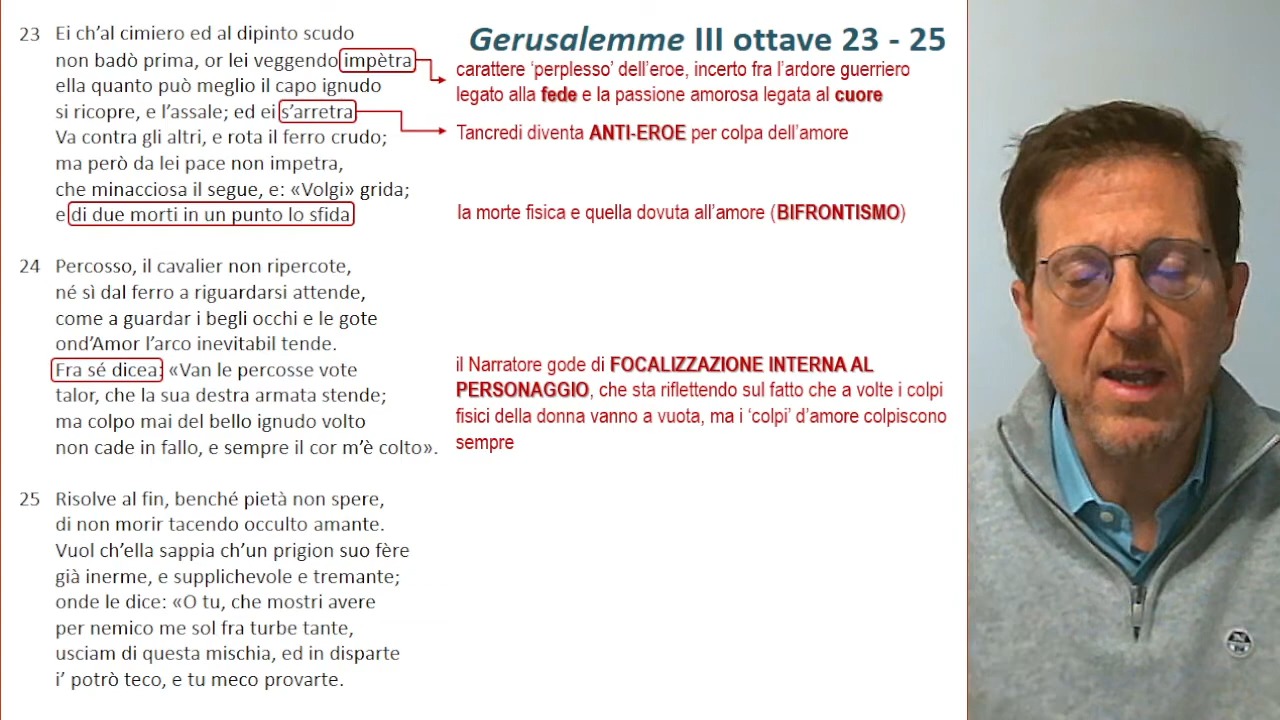 Gerusalemme III ottave 23 - 25
23 Ei ch'al cimiero ed al dipinto scudo
non badò prima, or lei veggendo impètra
ella quanto può meglio il capo ignudo
si ricopre, e l'assale; ed ei s'arretra
Va contra gli altri, e rota il ferro crudo;
ma però da lei pace non impetra,
che minacciosa il segue, e: «Volgi» grida;
e di due morti in un punto lo sfida
carattere 'perplesso' dell'eroe, incerto fra l'ardore guerriero
legato alla fede e la passione amorosa legata al cuore
Tancredi diventa ANTI-EROE per colpa dell'amore
la morte fisica e quella dovuta all'amore (BIFRONTISMO)
24 Percosso, il cavalier non ripercote,
né sì dal ferro a riguardarsi attende,
come a guardar i begli occhi e le gote
ond'Amor l'arco inevitabil tende.
Fra sé dicea: «Van le percosse vote
talor, che la sua destra armata stende;
ma colpo mai del bello ignudo volto
non cade in fallo, e sempre il cor m'è colto».
il Narratore gode di FOCALIZZAZIONE INTERNA AL
PERSONAGGIO, che sta riflettendo sul fatto che a volte i colpi
fisici della donna vanno a vuota, ma i 'colpi' d'amore colpiscono
sempre
25 Risolve al fin, benché pietà non spere,
di non morir tacendo occulto amante.
Vuol ch'ella sappia ch'un prigion suo fère
già inerme, e supplichevole e tremante;
onde le dice: «O tu, che mostri avere
per nemico me sol fra turbe tante,
usciam di questa mischia, ed in disparte
i' potrò teco, e tu meco provarte.